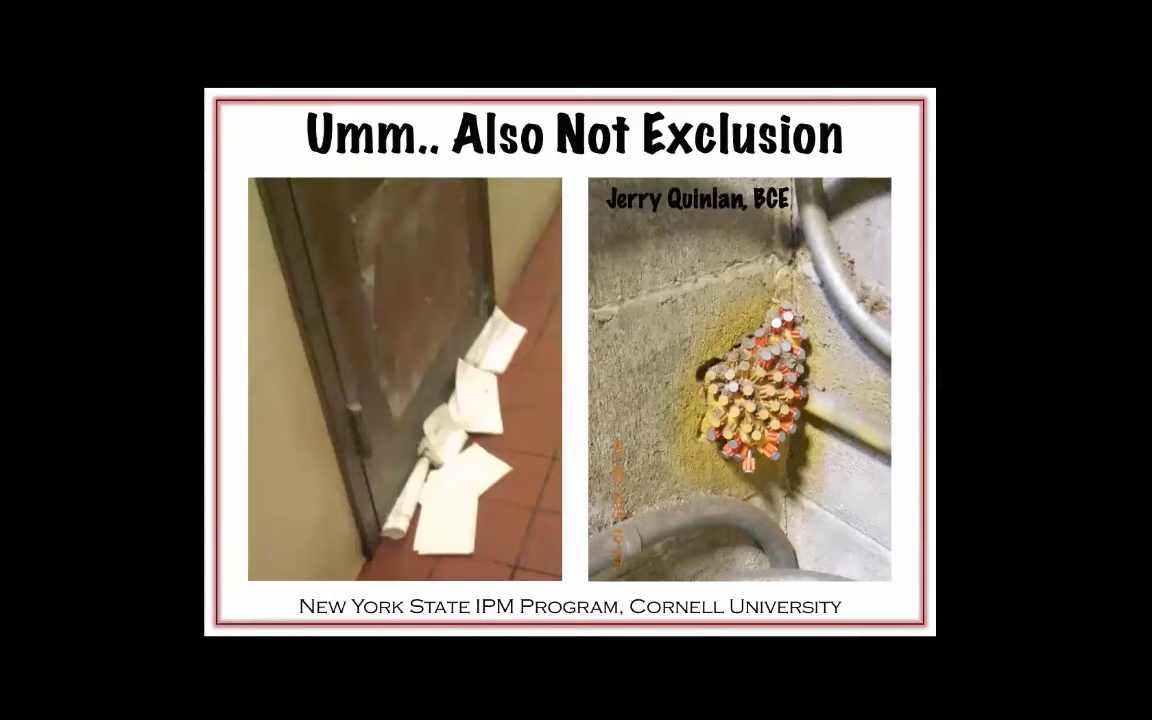 Umm.. Also Not Exclusion
Jerry Quinlan, BCE
New York State IPM Program, Cornell University